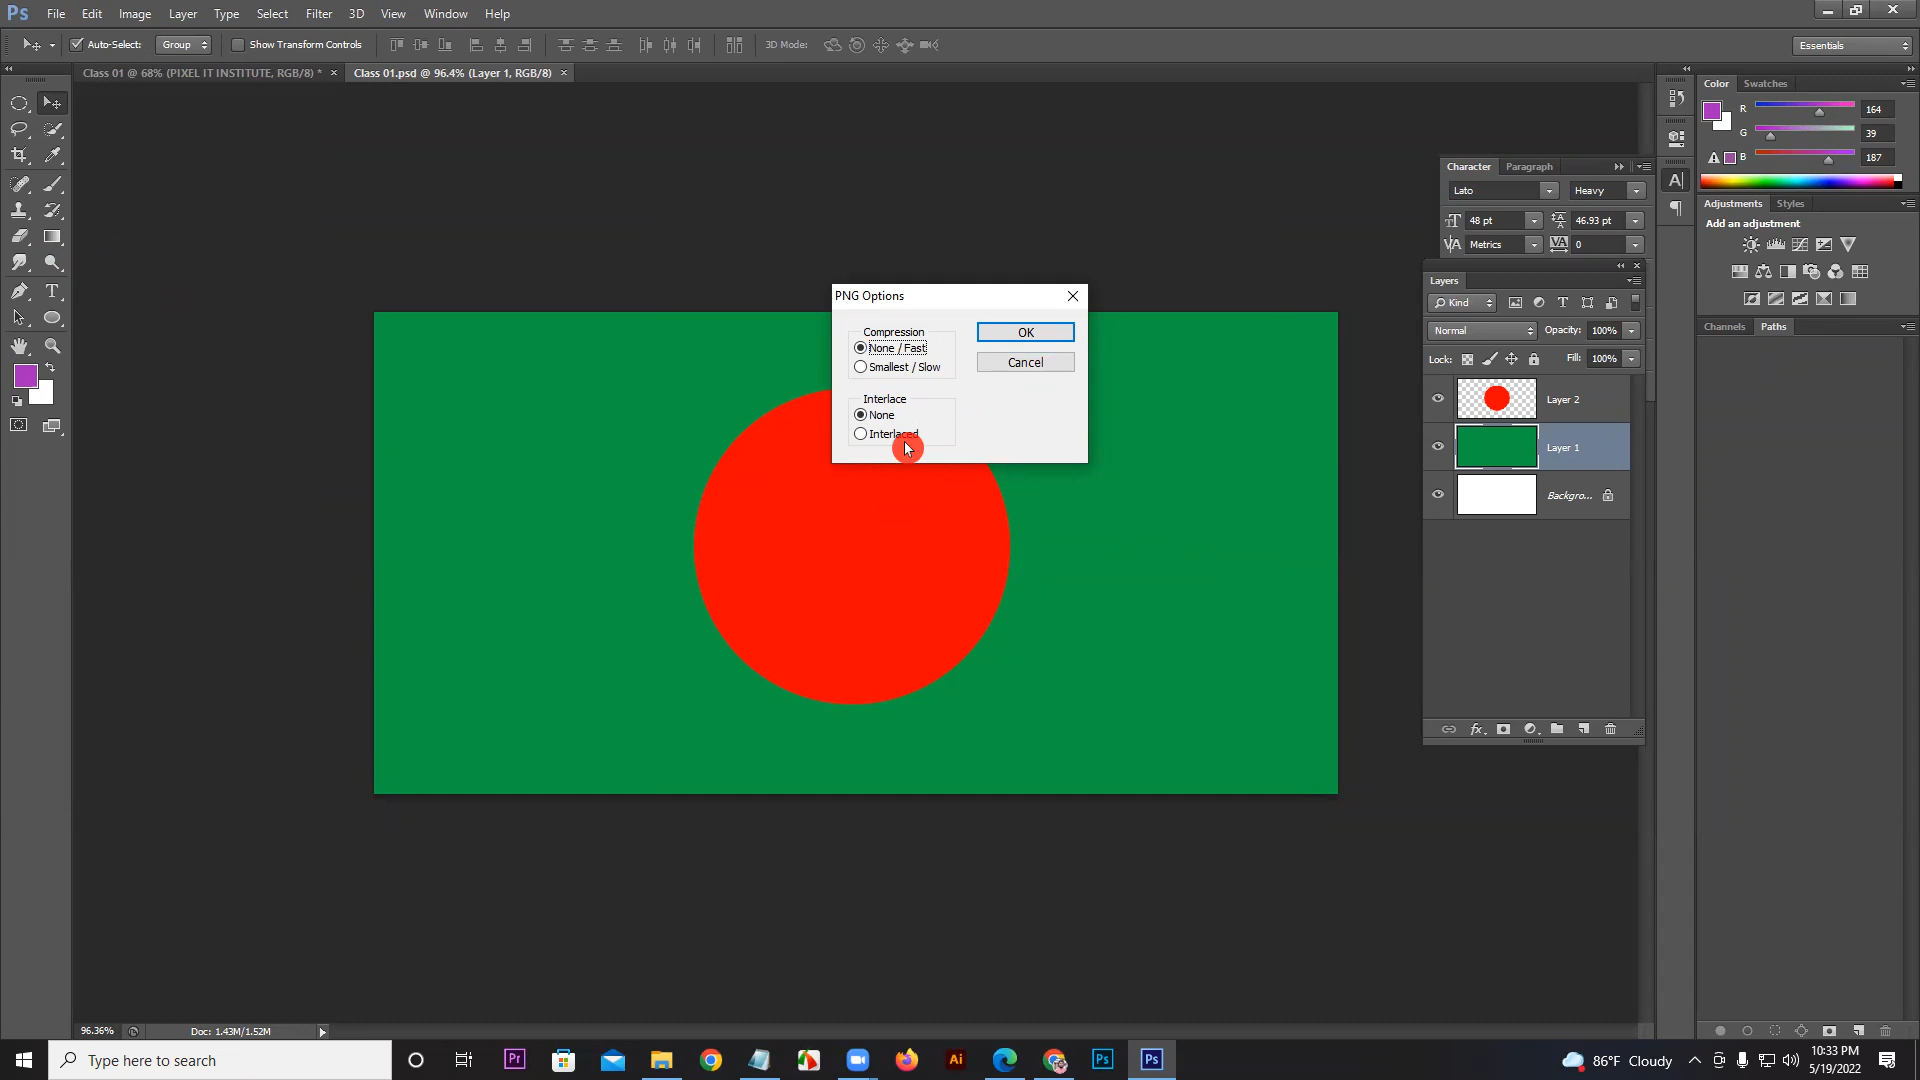 Ps File Edit Image Layer Type Select Filter 3D View Window Help
Auto-Select: Group Show Transform Controls 3D Mode: Essentials
Class 01 @ 68% (PIXEL IT INSTITUTE, RGB/8) * × Class 01.psd @ 96.4% (Layer 1, RGB/8) ×
Color Swatches
R 164
G 39
B 187
Character Paragraph
Lato Heavy
48 pt 46.93 pt
Metrics 0
Adjustments Styles
Add an adjustment
Layers
Kind
Normal Opacity: 100%
Lock: Fill: 100%
Layer 2
Layer 1
Backgro...
Channels Paths
PNG Options
Compression
None / Fast
Smallest / Slow
OK
Cancel
Interlace
None
Interlaced
96.36% Doc: 1.43M/1.52M
Type here to search
Pr
Ai
Ps
Ps
86°F Cloudy
10:33 PM
5/19/2022